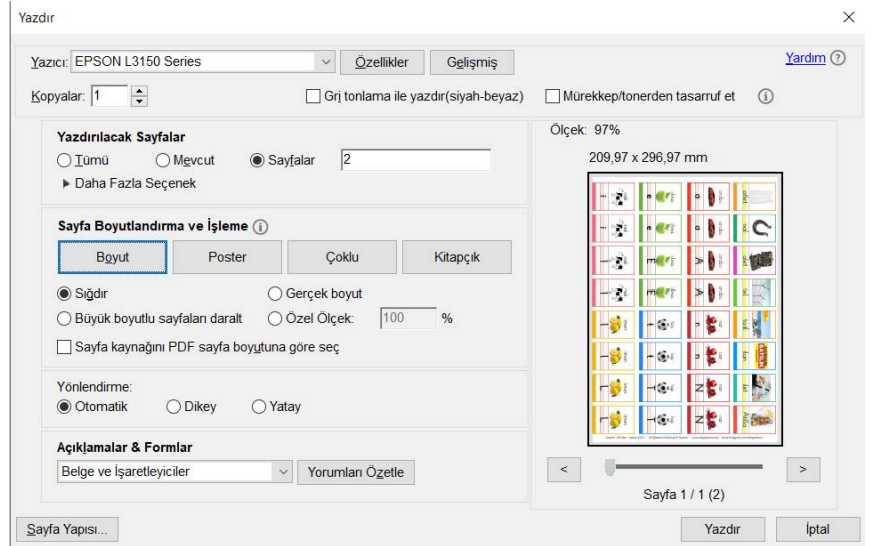 Yazdır
Yazıcı: EPSON L3150 Series
Özellikler
Gelişmiş
Yardım
Kopyalar: 1
Gri tonlama ile yazdır(siyah-beyaz)
Mürekkep/tonerden tasarruf et
Yazdırılacak Sayfalar
Tümü
Mevcut
Sayfalar
2
Daha Fazla Seçenek
Sayfa Boyutlandırma ve İşleme
Boyut
Poster
Çoklu
Kitapçık
Sığdır
Gerçek boyut
Büyük boyutlu sayfaları daralt
Özel Ölçek: 100 %
Sayfa kaynağını PDF sayfa boyutuna göre seç
Yönlendirme:
Otomatik
Dikey
Yatay
Açıklamalar & Formlar
Belge ve İşaretleyiciler
Yorumları Özetle
Ölçek: 97%
209,97 x 296,97 mm
<
>
Sayfa 1 / 1 (2)
Sayfa Yapısı...
Yazdır
İptal